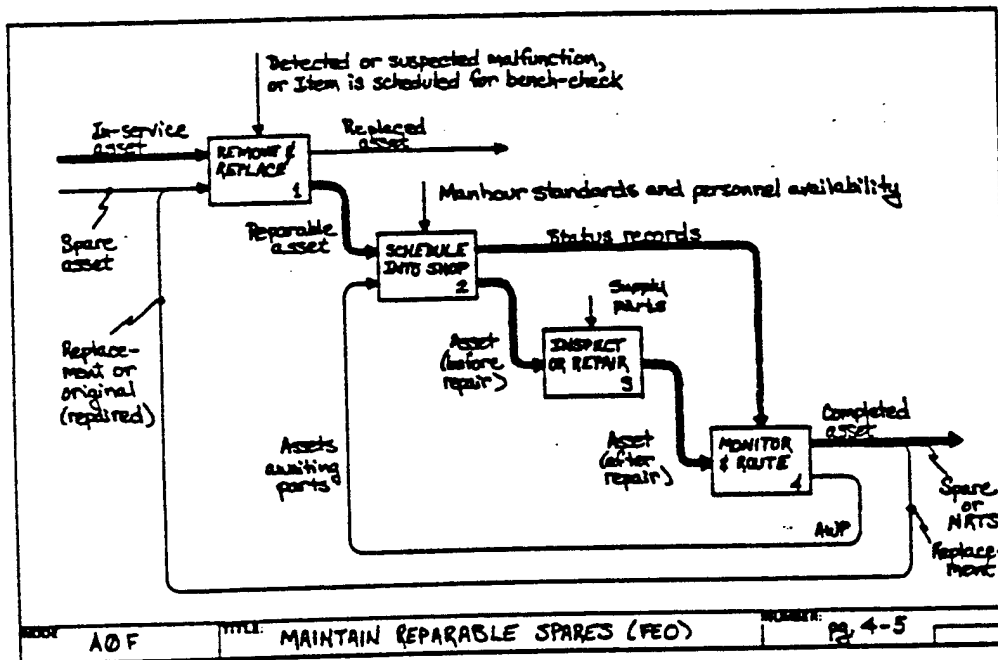 Detected or suspected malfunction,
or Item is scheduled for bench-check
In-service
asset
REMOVE &
REPLACE
1
Replaced
asset
Spare
asset
Reparable
asset
Manhour standards and personnel availability
SCHEDULE
INTO SHOP
2
Status records
Supply
parts
Replace-
ment or
original
(repaired)
Asset
(before
repair)
INSPECT
OR REPAIR
3
Assets
awaiting
parts
Asset
(after
repair)
MONITOR
& ROUTE
4
Completed
asset
Spare
or
NRTS
AWP
Replace-
ment
NODE:
A0F
TITLE:
MAINTAIN REPARABLE SPARES (FEO)
NUMBER:
pg. 4-5